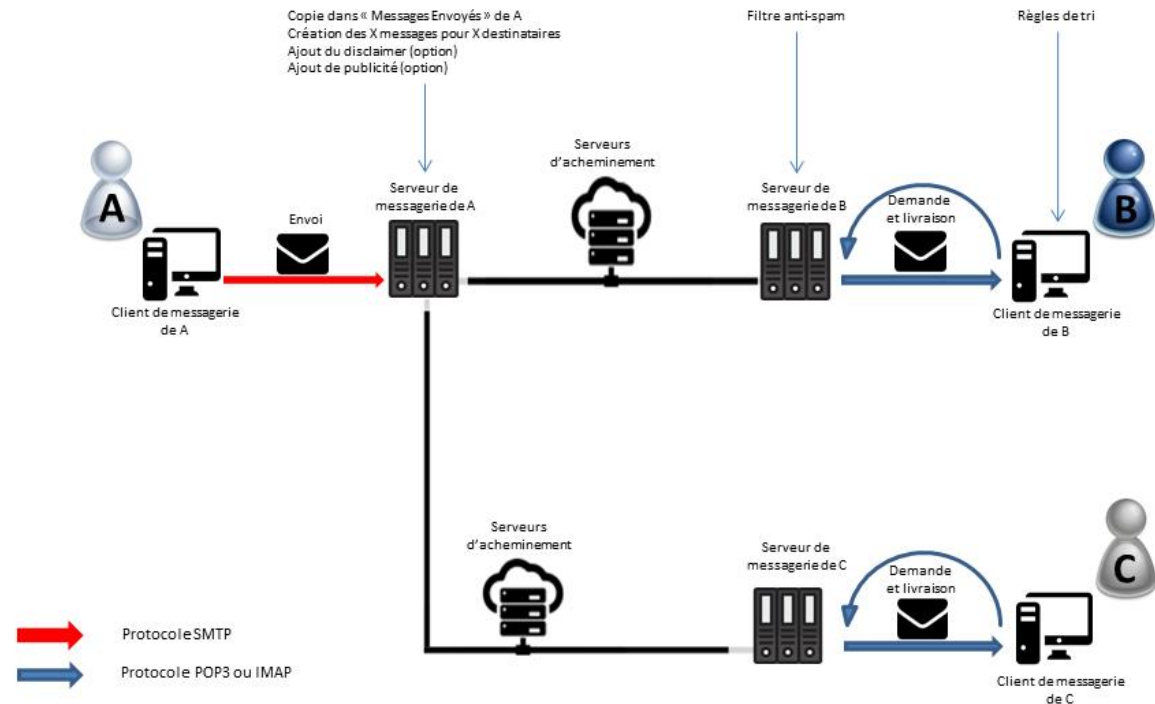 Copie dans « Messages Envoyés » de A
Création des X messages pour X destinataires
Ajout du disclaimer (option)
Ajout de publicité (option)
Filtre anti-spam
Règles de tri
A
Envoi
Client de messagerie
de A
Serveur de
messagerie de A
Serveurs
d'acheminement
Serveur de
messagerie de B
Demande
et livraison
B
Client de messagerie
de B
Serveurs
d'acheminement
Serveur de
messagerie de C
Demande
et livraison
C
Client de messagerie
de C
Protocole SMTP
Protocole POP3 ou IMAP